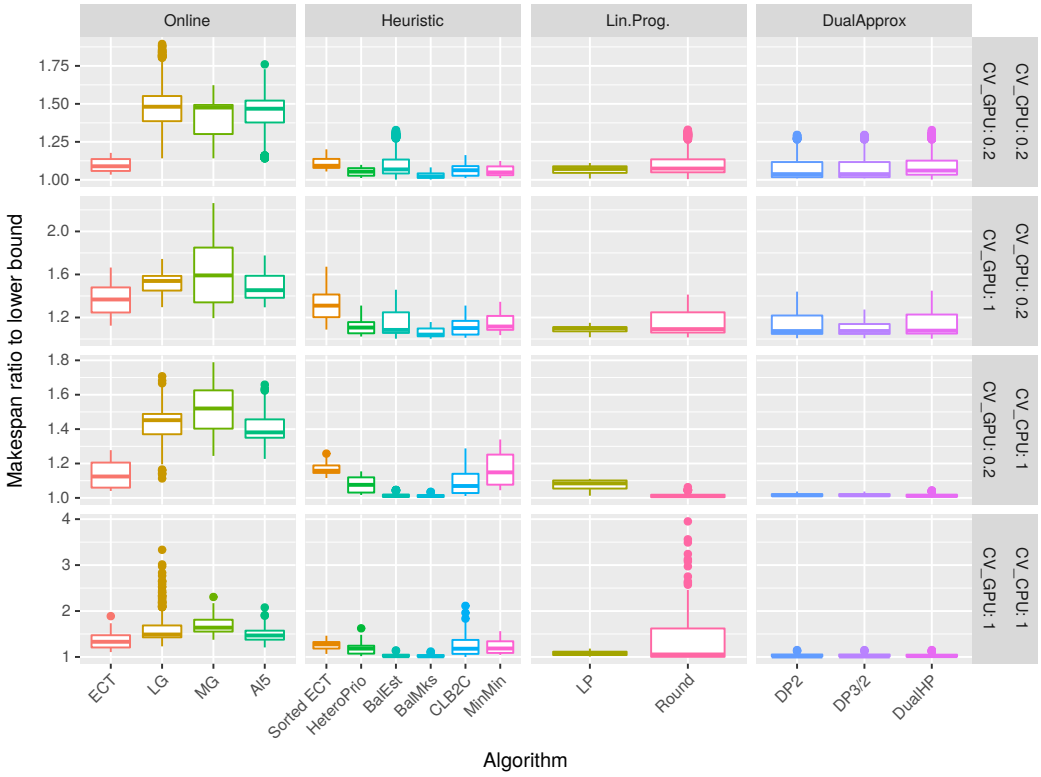 Online
Heuristic
Lin.Prog.
DualApprox
Makespan ratio to lower bound
1.75
1.50
1.25
1.00
CV_CPU: 0.2
CV_GPU: 0.2
2.0
1.6
1.2
CV_CPU: 0.2
CV_GPU: 1
1.8
1.6
1.4
1.2
1.0
CV_CPU: 1
CV_GPU: 0.2
4
3
2
1
CV_CPU: 1
CV_GPU: 1
ECT
LG
MG
AI5
Sorted ECT
HeteroPrio
BalEst
BalMks
CLB2C
MinMin
LP
Round
DP2
DP3/2
DualHP
Algorithm